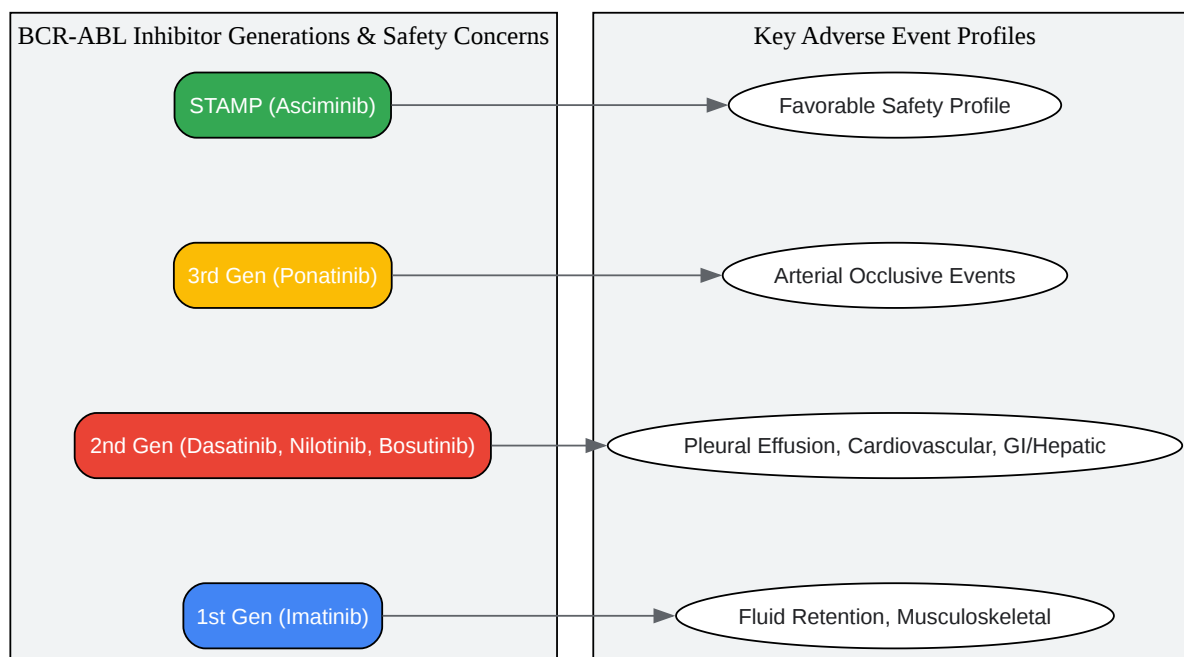 BCR-ABL Inhibitor Generations & Safety Concerns
Key Adverse Event Profiles
STAMP (Asciminib)
Favorable Safety Profile
3rd Gen (Ponatinib)
Arterial Occlusive Events
2nd Gen (Dasatinib, Nilotinib, Bosutinib)
Pleural Effusion, Cardiovascular, GI/Hepatic
1st Gen (Imatinib)
Fluid Retention, Musculoskeletal